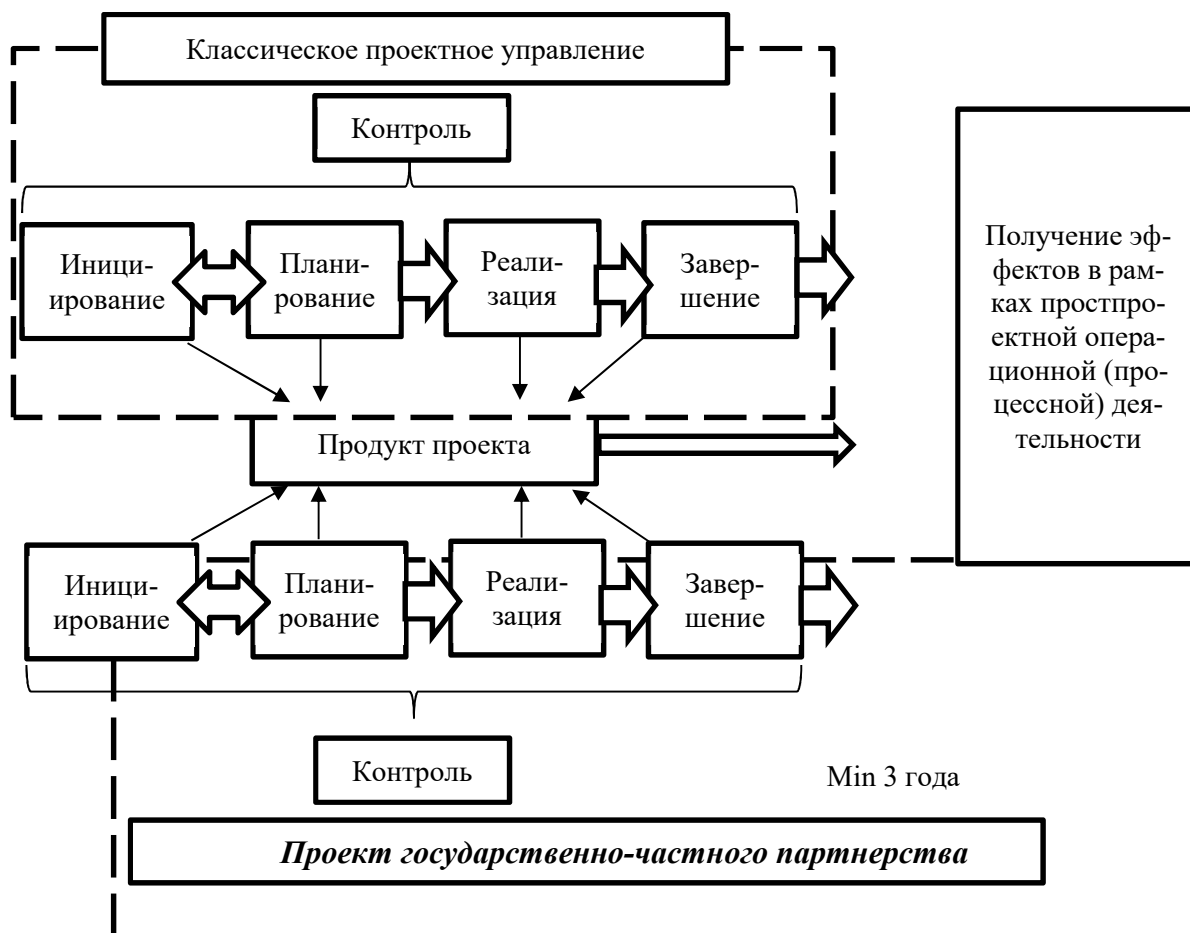 Классическое проектное управление
Контроль
Иници-
ирование
Плани-
рование
Реали-
зация
Завер-
шение
Получение эф-
фектов в рам-
ках простпро-
ектной опера-
ционной (про-
цессной) дея-
тельности
Продукт проекта
Иници-
ирование
Плани-
рование
Реали-
зация
Завер-
шение
Контроль
Min 3 года
Проект государственно-частного партнерства